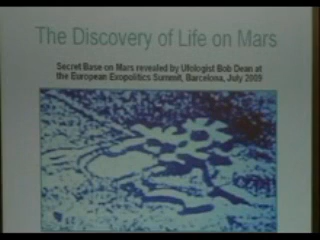 The Discovery of Life on Mars
Secret Base on Mars revealed by Ufologist Bob Dean at
the European Exopolitics Summit, Barcelona, July 2009